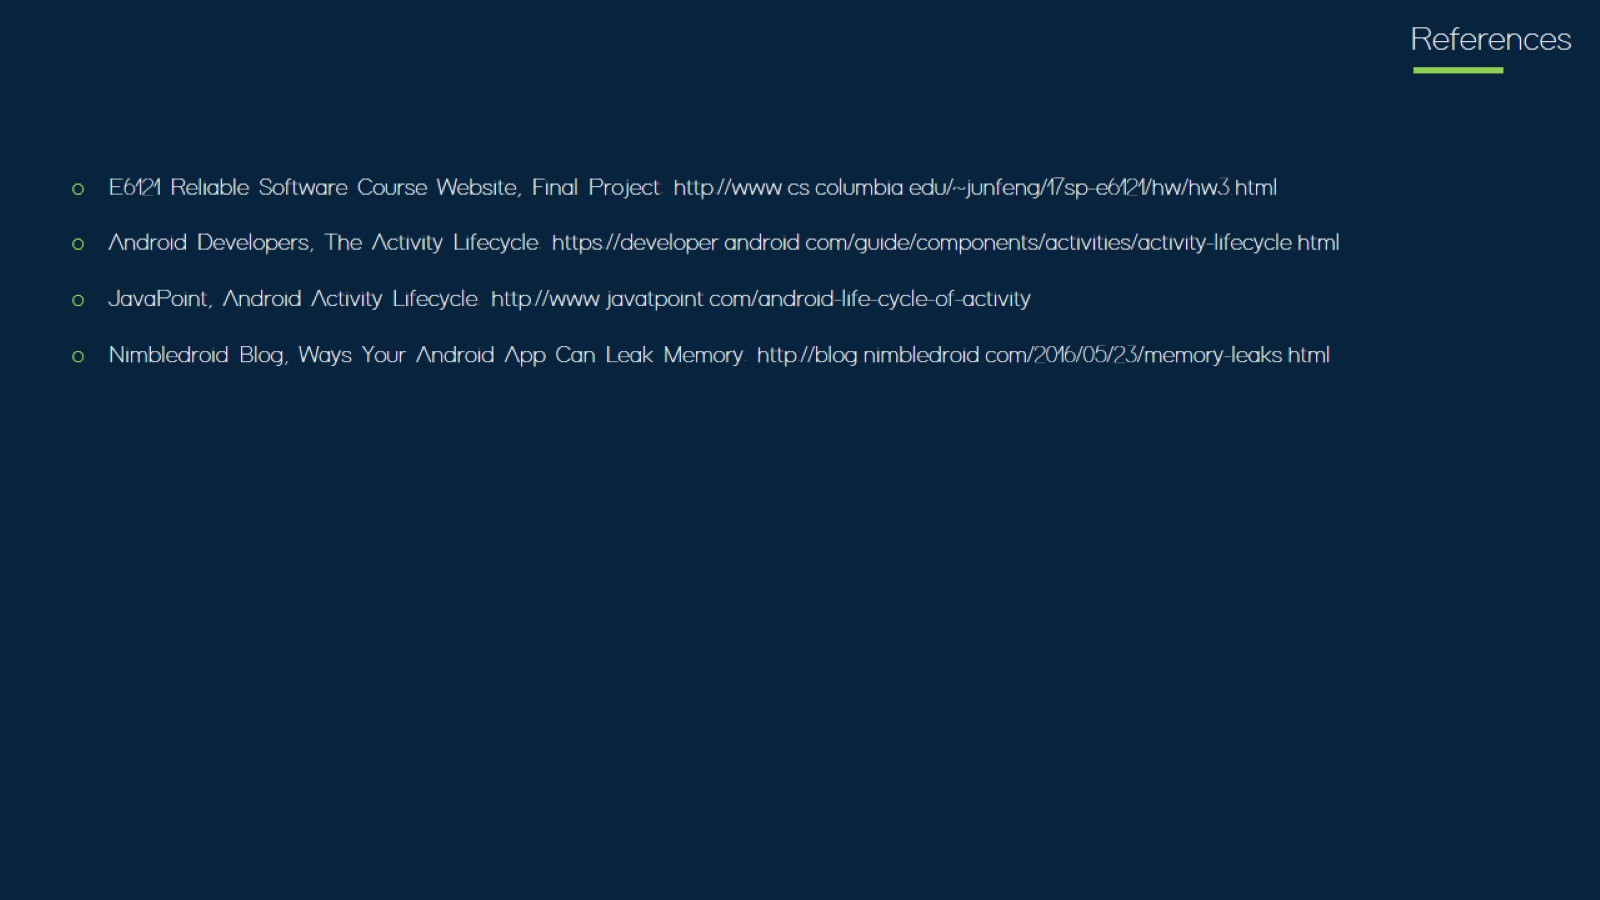 References
E6121 Reliable Software Course Website, Final Project: http://www.cs.columbia.edu/~junfeng/17sp-e6121/hw/hw3.html
Android Developers, The Activity Lifecycle: https://developer.android.com/guide/components/activities/activity-lifecycle.html
JavaPoint, Android Activity Lifecycle: http://www.javatpoint.com/android-life-cycle-of-activity
Nimbledroid Blog, Ways Your Android App Can Leak Memory: http://blog.nimbledroid.com/2016/05/23/memory-leaks.html